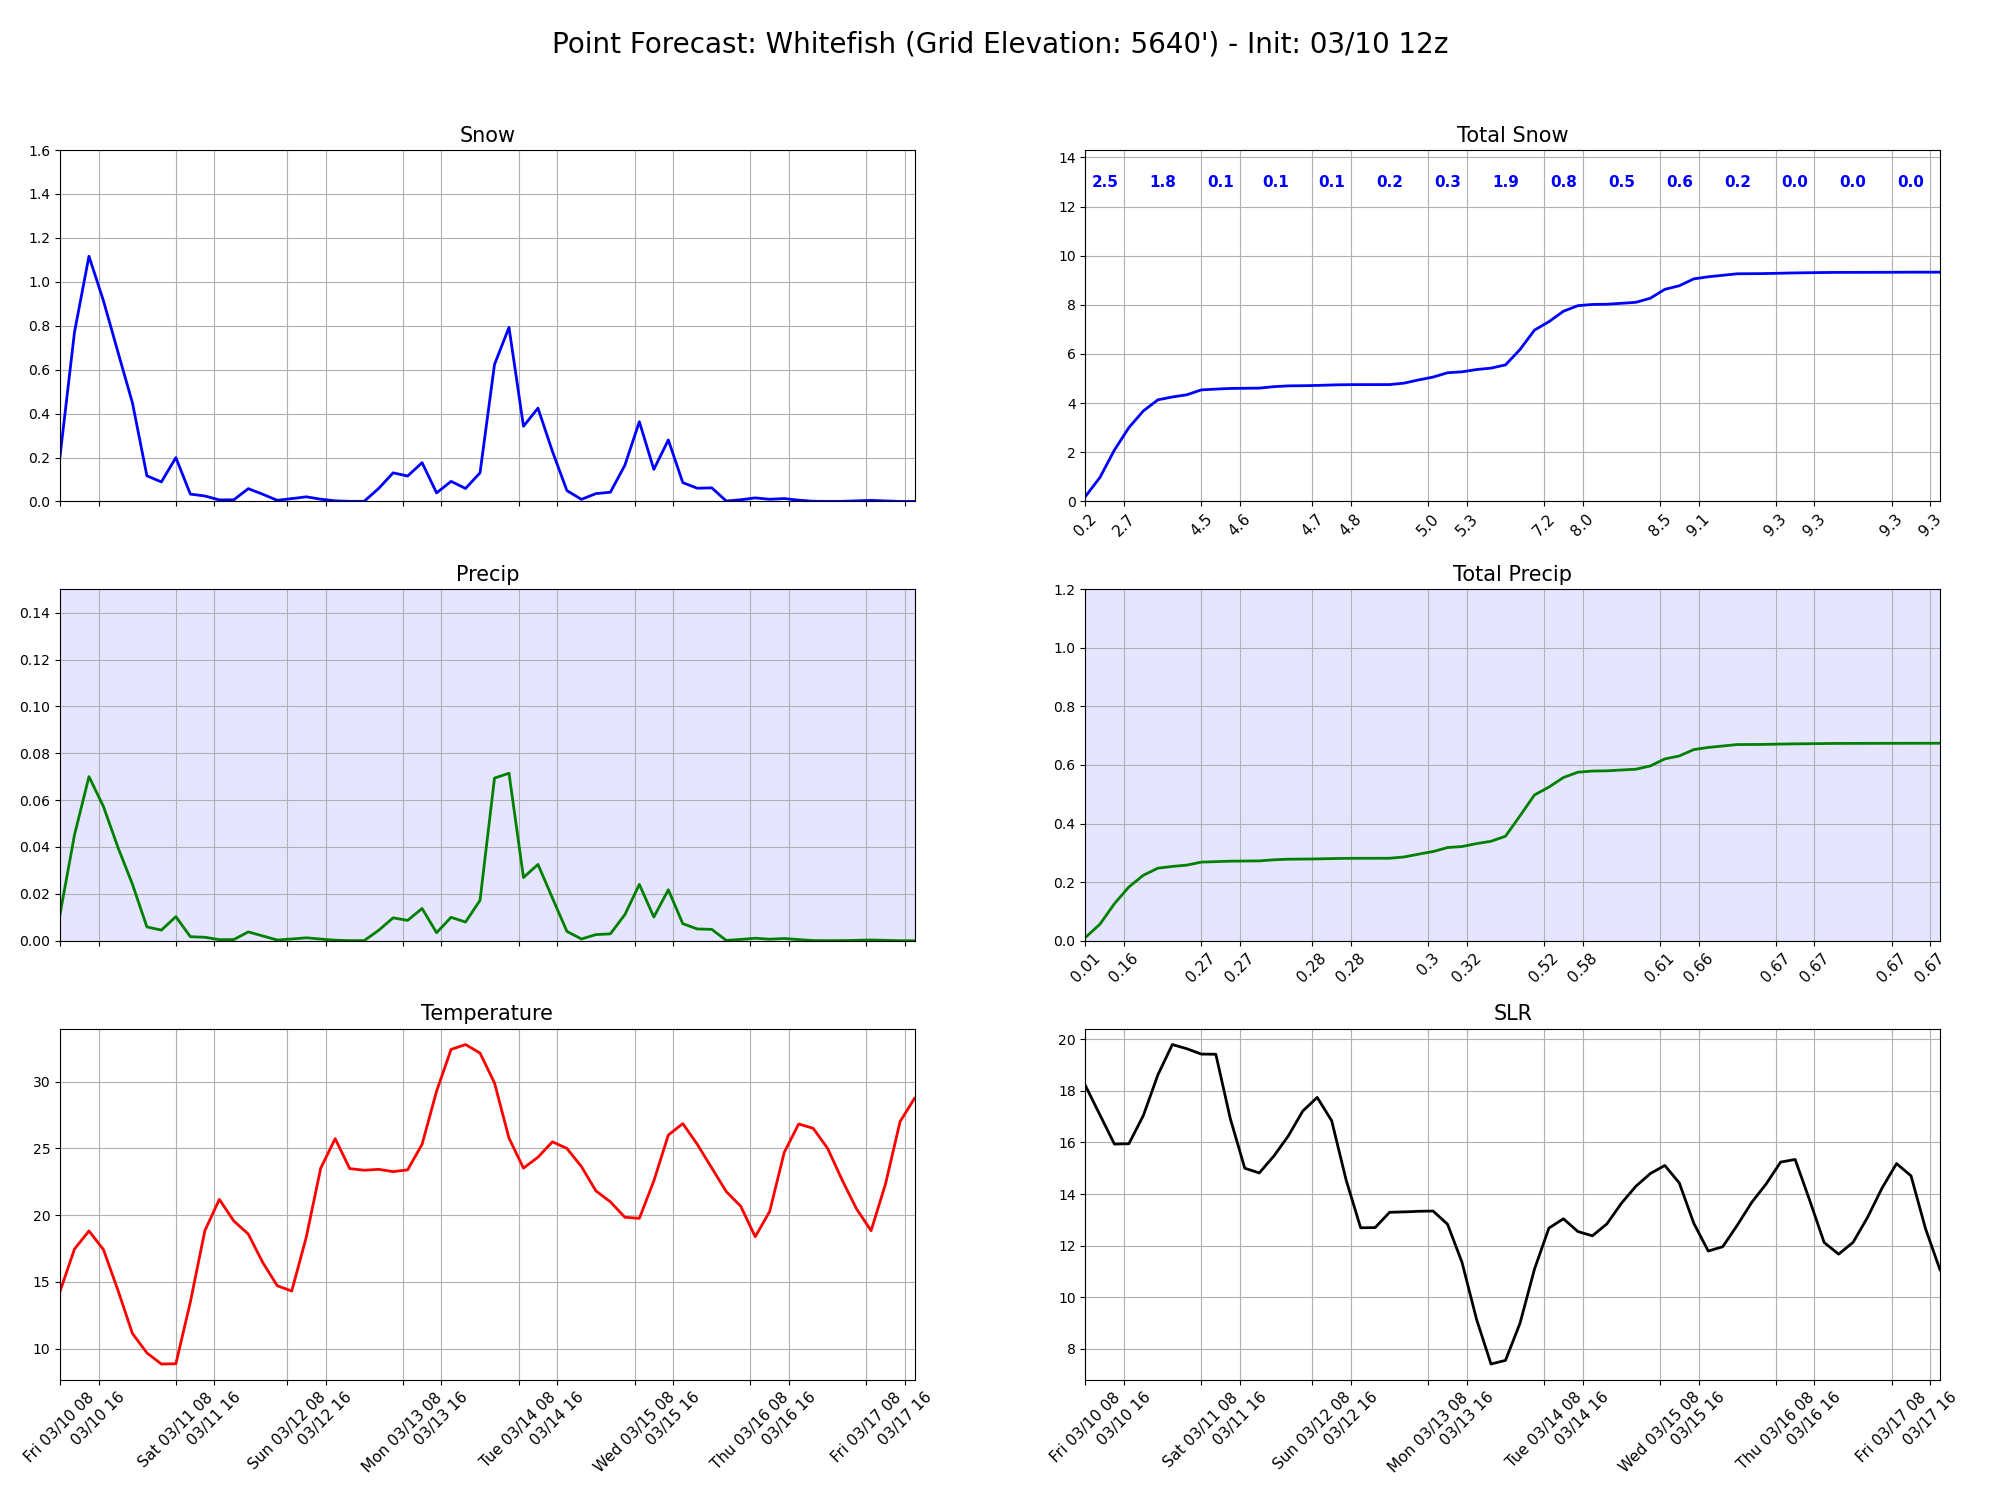 Point Forecast: Whitefish (Grid Elevation: 5640') - Init: 03/10 12z
Snow
1.6
1.4
1.2
1.0
0.8
0.6
0.4
0.2
0.0
Total Snow
14
12
10
8
6
4
2
0
2.5 1.8 0.1 0.1 0.1 0.2 0.3 1.9 0.8 0.5 0.6 0.2 0.0 0.0 0.0
0.2 2.7 4.5 4.6 4.7 4.8 5.0 5.3 7.2 8.0 8.5 9.1 9.3 9.3 9.3 9.3
Precip
0.14
0.12
0.10
0.08
0.06
0.04
0.02
0.00
Total Precip
1.2
1.0
0.8
0.6
0.4
0.2
0.0
0.01 0.16 0.27 0.27 0.28 0.28 0.3 0.32 0.52 0.58 0.61 0.66 0.67 0.67 0.67 0.67
Temperature
30
25
20
15
10
Fri 03/10 08
03/10 16
Sat 03/11 08
03/11 16
Sun 03/12 08
03/12 16
Mon 03/13 08
03/13 16
Tue 03/14 08
03/14 16
Wed 03/15 08
03/15 16
Thu 03/16 08
03/16 16
Fri 03/17 08
03/17 16
SLR
20
18
16
14
12
10
8
Fri 03/10 08
03/10 16
Sat 03/11 08
03/11 16
Sun 03/12 08
03/12 16
Mon 03/13 08
03/13 16
Tue 03/14 08
03/14 16
Wed 03/15 08
03/15 16
Thu 03/16 08
03/16 16
Fri 03/17 08
03/17 16